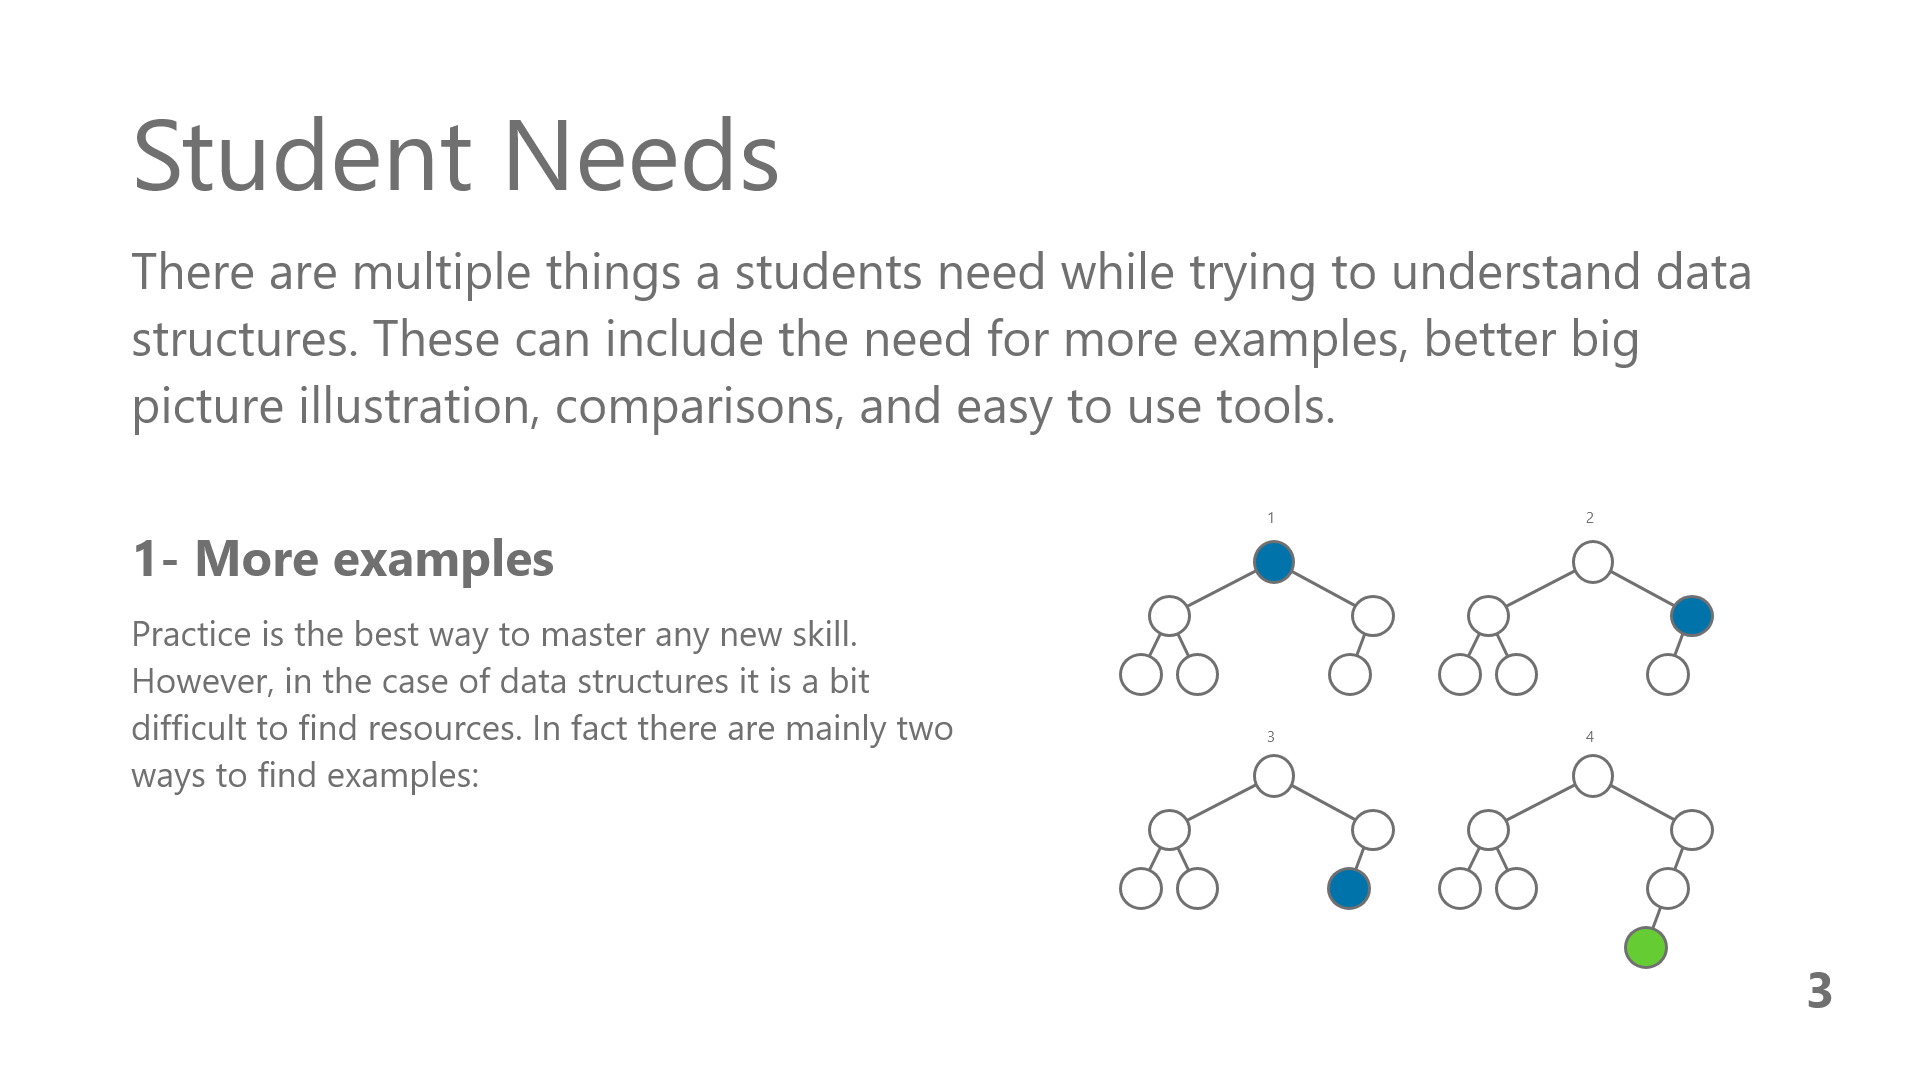 Student Needs
There are multiple things a students need while trying to understand data
structures. These can include the need for more examples, better big
picture illustration, comparisons, and easy to use tools.
1- More examples
Practice is the best way to master any new skill.
However, in the case of data structures it is a bit
difficult to find resources. In fact there are mainly two
ways to find examples:
1
2
3
4
3